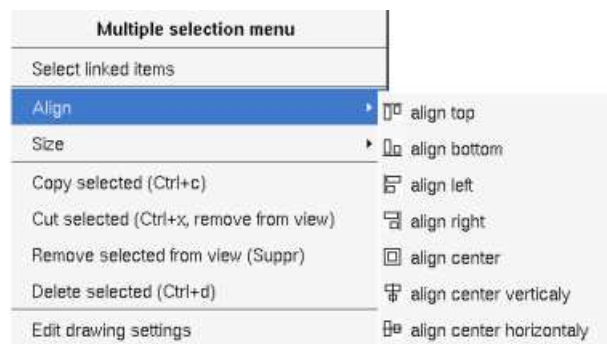 Multiple selection menu
Select linked items
Align
Size
Copy selected (Ctrl+c)
Cut selected (Ctrl+x, remove from view)
Remove selected from view (Suppr)
Delete selected (Ctrl+d)
Edit drawing settings
align top
align bottom
align left
align right
align center
align center verticaly
align center horizontaly